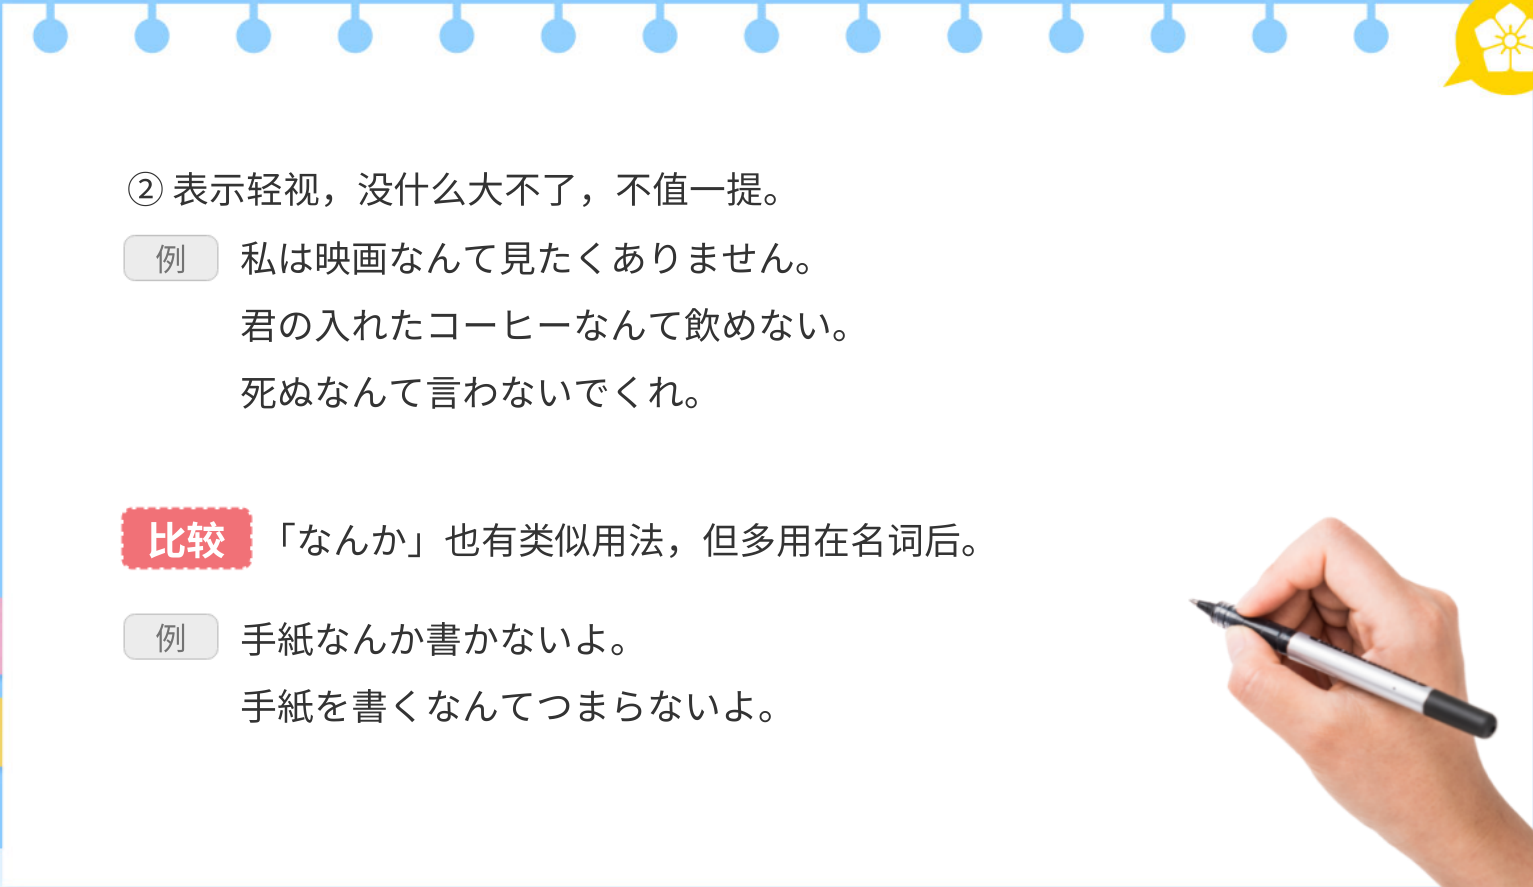 ② 表示轻视，没什么大不了，不值一提。
例 私は映画なんて見たくありません。
君の入れたコーヒーなんて飲めない。
死ぬなんて言わないでくれ。
比较 「なんか」也有类似用法，但多用在名词后。
例 手紙なんか書かないよ。
手紙を書くなんてつまらないよ。